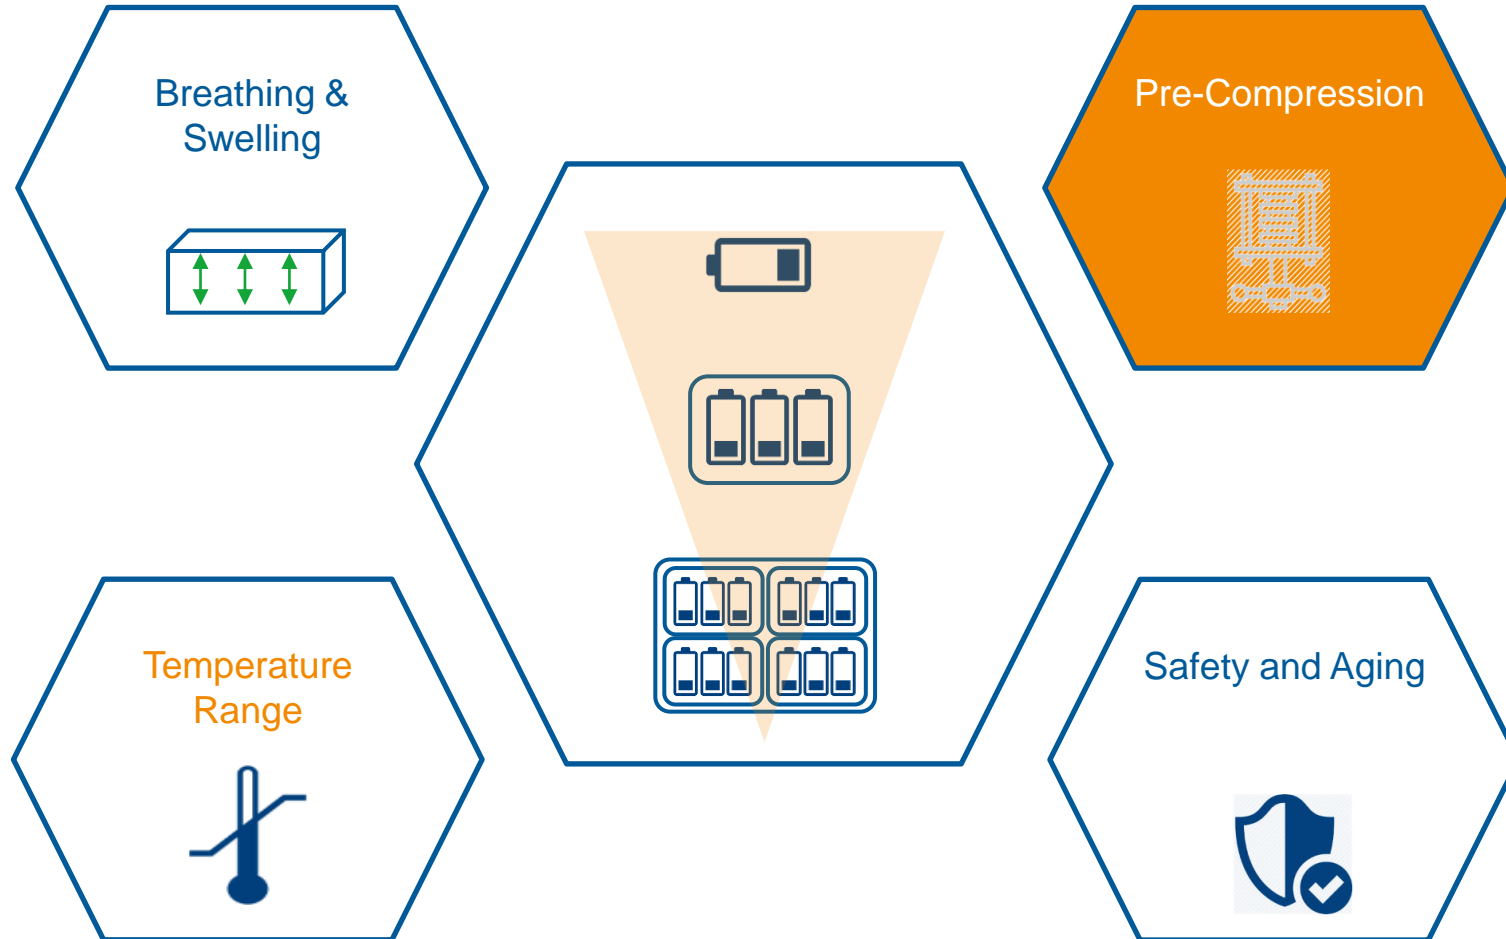 Breathing &
Swelling
Pre-Compression
Temperature
Range
Safety and Aging